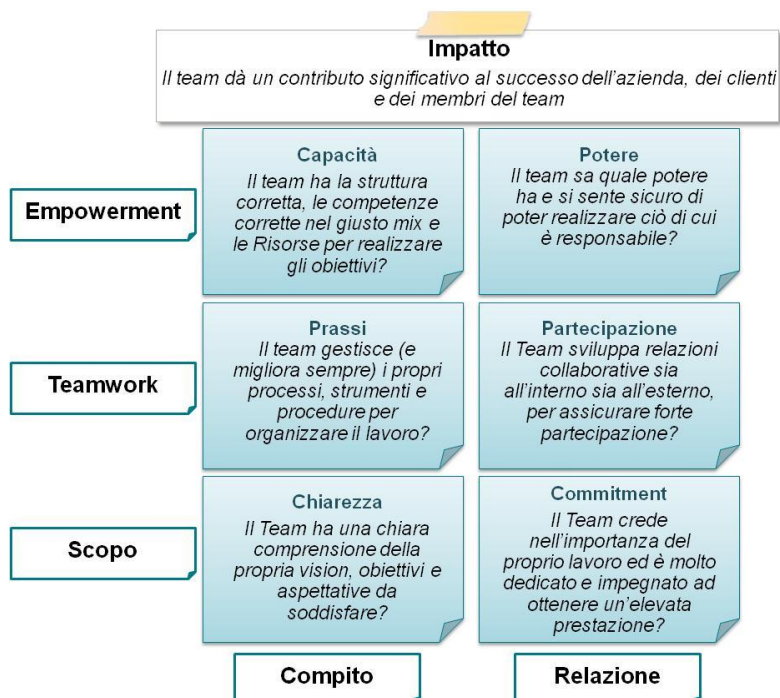 Impatto
Il team dà un contributo significativo al successo dell'azienda, dei clienti
e dei membri del team
Empowerment
Capacità
Il team ha la struttura
corretta, le competenze
corrette nel giusto mix e
le Risorse per realizzare
gli obiettivi?
Potere
Il team sa quale potere
ha e si sente sicuro di
poter realizzare ciò di cui
è responsabile?
Teamwork
Prassi
Il team gestisce (e
migliora sempre) i propri
processi, strumenti e
procedure per
organizzare il lavoro?
Partecipazione
Il Team sviluppa relazioni
collaborative sia
all'interno sia all'esterno,
per assicurare forte
partecipazione?
Scopo
Chiarezza
Il Team ha una chiara
comprensione della
propria vision, obiettivi e
aspettative da
soddisfare?
Commitment
Il Team crede
nell'importanza del
proprio lavoro ed è molto
dedicato e impegnato ad
ottenere un'elevata
prestazione?
Compito
Relazione